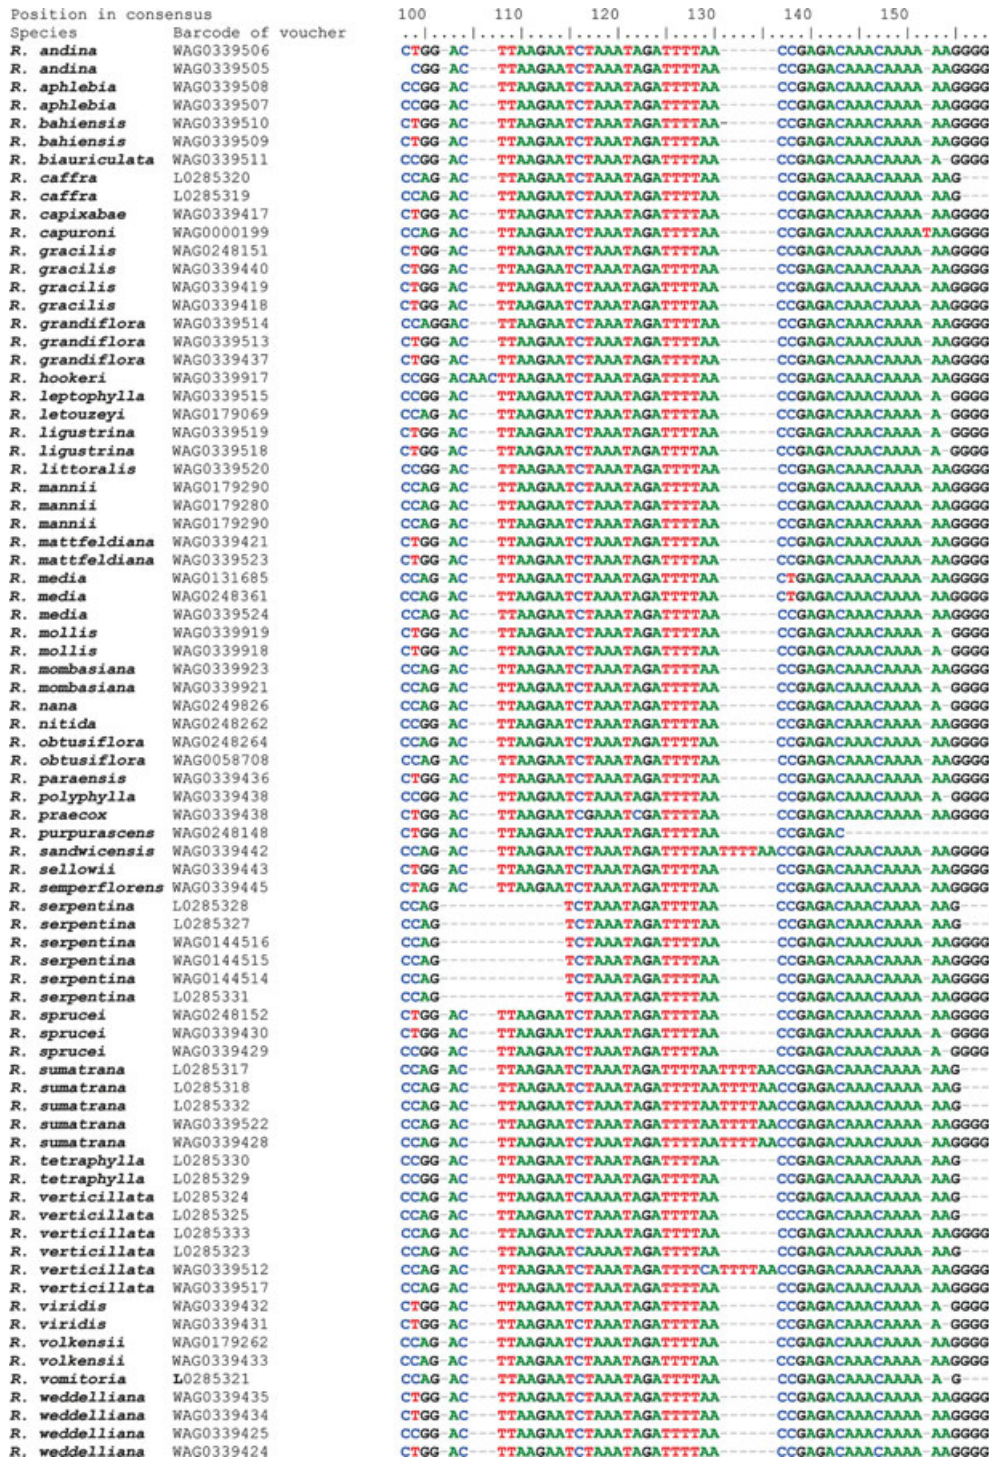 Position in consensus 100 110 120 130 140 150
Species Barcode of voucher
R. andina WAG0339506 CTGG-AC---TTAAGAATCTAAATAGATTTTAA------CCGAGACAAACAAAA-AAGGGG
R. andina WAG0339505 CGG-AC---TTAAGAATCTAAATAGATTTTAA------CCGAGACAAACAAAA-AAGGGG
R. aphlebia WAG0339508 CCGG-AC---TTAAGAATCTAAATAGATTTTAA------CCGAGACAAACAAAA-AAGGGG
R. aphlebia WAG0339507 CCGG-AC---TTAAGAATCTAAATAGATTTTAA------CCGAGACAAACAAAA-AAGGGG
R. bahiensis WAG0339510 CTGG-AC---TTAAGAATCTAAATAGATTTTAA------CCGAGACAAACAAAA-AAGGGG
R. bahiensis WAG0339509 CTGG-AC---TTAAGAATCTAAATAGATTTTAA------CCGAGACAAACAAAA-AAGGGG
R. biauriculata WAG0339511 CCGG-AC---TTAAGAATCTAAATAGATTTTAA------CCGAGACAAACAAAA-A-GGGG
R. caffra L0285320 CCAG-AC---TTAAGAATCTAAATAGATTTTAA------CCGAGACAAACAAAA-AAG---
R. caffra L0285319 CCAG-AC---TTAAGAATCTAAATAGATTTTAA------CCGAGACAAACAAAA-AAG---
R. capixabae WAG0339417 CTGG-AC---TTAAGAATCTAAATAGATTTTAA------CCGAGACAAACAAAA-AAGGGG
R. capuroni WAG0000199 CCAG-AC---TTAAGAATCTAAATAGATTTTAA------CCGAGACAAACAAAATAAGGGG
R. gracilis WAG0248151 CTGG-AC---TTAAGAATCTAAATAGATTTTAA------CCGAGACAAACAAAA-AAGGGG
R. gracilis WAG0339440 CTGG-AC---TTAAGAATCTAAATAGATTTTAA------CCGAGACAAACAAAA-AAGGGG
R. gracilis WAG0339419 CTGG-AC---TTAAGAATCTAAATAGATTTTAA------CCGAGACAAACAAAA-AAGGGG
R. gracilis WAG0339418 CTGG-AC---TTAAGAATCTAAATAGATTTTAA------CCGAGACAAACAAAA-AAGGGG
R. grandiflora WAG0339514 CCAGGAC---TTAAGAATCTAAATAGATTTTAA------CCGAGACAAACAAAA-AAGGGG
R. grandiflora WAG0339513 CTGG-AC---TTAAGAATCTAAATAGATTTTAA------CCGAGACAAACAAAA-AAGGGG
R. grandiflora WAG0339437 CTGG-AC---TTAAGAATCTAAATAGATTTTAA------CCGAGACAAACAAAA-AAGGGG
R. hookeri WAG0339917 CCGG-ACAACTTAAGAATCTAAATAGATTTTAA------CCGAGACAAACAAAA-AAGGGG
R. leptophylla WAG0339515 CCGG-AC---TTAAGAATCTAAATAGATTTTAA------CCGAGACAAACAAAA-A-GGGG
R. letouzeyi WAG0179069 CCAG-AC---TTAAGAATCTAAATAGATTTTAA------CCGAGACAAACAAAA-A-GGGG
R. ligustrina WAG0339519 CTGG-AC---TTAAGAATCTAAATAGATTTTAA------CCGAGACAAACAAAA-A-GGGG
R. ligustrina WAG0339518 CTGG-AC---TTAAGAATCTAAATAGATTTTAA------CCGAGACAAACAAAA-A-GGGG
R. littoralis WAG0339520 CCGG-AC---TTAAGAATCTAAATAGATTTTAA------CCGAGACAAACAAAA-AAGGGG
R. mannii WAG0179290 CCAG-AC---TTAAGAATCTAAATAGATTTTAA------CCGAGACAAACAAAA-AAGGGG
R. mannii WAG0179280 CCAG-AC---TTAAGAATCTAAATAGATTTTAA------CCGAGACAAACAAAA-AAGGGG
R. mannii WAG0179290 CCAG-AC---TTAAGAATCTAAATAGATTTTAA------CCGAGACAAACAAAA-AAGGGG
R. mattfeldiana WAG0339421 CTGG-AC---TTAAGAATCTAAATAGATTTTAA------CCGAGACAAACAAAA-AAGGGG
R. mattfeldiana WAG0339523 CTGG-AC---TTAAGAATCTAAATAGATTTTAA------CCGAGACAAACAAAA-AAGGGG
R. media WAG0131685 CCAG-AC---TTAAGAATCTAAATAGATTTTAA------CTGAGACAAACAAAA-AAGGGG
R. media WAG0248361 CCAG-AC---TTAAGAATCTAAATAGATTTTAA------CTGAGACAAACAAAA-AAGGGG
R. media WAG0339524 CCAG-AC---TTAAGAATCTAAATAGATTTTAA------CCGAGACAAACAAAA-AAGGGG
R. mollis WAG0339919 CTGG-AC---TTAAGAATCTAAATAGATTTTAA------CCGAGACAAACAAAA-A-GGGG
R. mollis WAG0339918 CTGG-AC---TTAAGAATCTAAATAGATTTTAA------CCGAGACAAACAAAA-A-GGGG
R. mombasiana WAG0339923 CCAG-AC---TTAAGAATCTAAATAGATTTTAA------CCGAGACAAACAAAA-A-GGGG
R. mombasiana WAG0339921 CCAG-AC---TTAAGAATCTAAATAGATTTTAA------CCGAGACAAACAAAA-A-GGGG
R. nana WAG0249826 CCAG-AC---TTAAGAATCTAAATAGATTTTAA------CCGAGACAAACAAAA-A-GGGG
R. nitida WAG0248262 CCGG-AC---TTAAGAATCTAAATAGATTTTAA------CCGAGACAAACAAAA-AAGGGG
R. obtusiflora WAG0248264 CCAG-AC---TTAAGAATCTAAATAGATTTTAA------CCGAGACAAACAAAA-AAGGGG
R. obtusiflora WAG0058708 CCAG-AC---TTAAGAATCTAAATAGATTTTAA------CCGAGACAAACAAAA-AAGGGG
R. paraensis WAG0339436 CTGG-AC---TTAAGAATCTAAATAGATTTTAA------CCGAGACAAACAAAA-AAGGGG
R. polyphylla WAG0339438 CCGG-AC---TTAAGAATCTAAATAGATTTTAA------CCGAGACAAACAAAA-A-GGGG
R. praecox WAG0339438 CTGG-AC---TTAAGAATCGAAATCGATTTTAA------CCGAGACAAACAAAA-AAGGGG
R. purpurascens WAG0248148 CTGG-AC---TTAAGAATCTAAATAGATTTTAA------CCGAGAC---------------
R. sandwicensis WAG0339442 CCAG-AC---TTAAGAATCTAAATAGATTTTAATTTTAACCGAGACAAACAAAA-AAGGGG
R. sellowii WAG0339443 CTGG-AC---TTAAGAATCTAAATAGATTTTAA------CCGAGACAAACAAAA-AAGGGG
R. semperflorens WAG0339445 CTAG-AC---TTAAGAATCTAAATAGATTTTAA------CCGAGACAAACAAAA-AAGGGG
R. serpentina L0285328 CCAG-------------TCTAAATAGATTTTAA------CCGAGACAAACAAAA-AAG---
R. serpentina L0285327 CCAG-------------TCTAAATAGATTTTAA------CCGAGACAAACAAAA-AAG---
R. serpentina WAG0144516 CCAG-------------TCTAAATAGATTTTAA------CCGAGACAAACAAAA-AAGGGG
R. serpentina WAG0144515 CCAG-------------TCTAAATAGATTTTAA------CCGAGACAAACAAAA-AAGGGG
R. serpentina WAG0144514 CCAG-------------TCTAAATAGATTTTAA------CCGAGACAAACAAAA-AAGGGG
R. serpentina L0285331 CCAG-------------TCTAAATAGATTTTAA------CCGAGACAAACAAAA-AAG---
R. sprucei WAG0248152 CTGG-AC---TTAAGAATCTAAATAGATTTTAA------CCGAGACAAACAAAA-AAGGGG
R. sprucei WAG0339430 CTGG-AC---TTAAGAATCTAAATAGATTTTAA------CCGAGACAAACAAAA-A-GGGG
R. sprucei WAG0339429 CCGG-AC---TTAAGAATCTAAATAGATTTTAA------CCGAGACAAACAAAA-A-GGGG
R. sumatrana L0285317 CCAG-AC---TTAAGAATCTAAATAGATTTTAATTTTAACCGAGACAAACAAAA-AAG---
R. sumatrana L0285318 CCAG-AC---TTAAGAATCTAAATAGATTTTAATTTTAACCGAGACAAACAAAA-AAG---
R. sumatrana L0285332 CCAG-AC---TTAAGAATCTAAATAGATTTTAATTTTAACCGAGACAAACAAAA-AAG---
R. sumatrana WAG0339522 CCAG-AC---TTAAGAATCTAAATAGATTTTAATTTTAACCGAGACAAACAAAA-AAGGGG
R. sumatrana WAG0339428 CCAG-AC---TTAAGAATCTAAATAGATTTTAATTTTAACCGAGACAAACAAAA-AAGGGG
R. tetraphylla L0285330 CCGG-AC---TTAAGAATCTAAATAGATTTTAA------CCGAGACAAACAAAA-AAG---
R. tetraphylla L0285329 CCGG-AC---TTAAGAATCTAAATAGATTTTAA------CCGAGACAAACAAAA-AAG---
R. verticillata L0285324 CCAG-AC---TTAAGAATCAAAATAGATTTTAA------CCGAGACAAACAAAA-AAG---
R. verticillata L0285325 CCAG-AC---TTAAGAATCTAAATAGATTTTAA------CCCAGACAAACAAAA-AAG---
R. verticillata L0285333 CCAG-AC---TTAAGAATCTAAATAGATTTTAA------CCGAGACAAACAAAA-AAGGGG
R. verticillata L0285323 CCAG-AC---TTAAGAATCAAAATAGATTTTAA------CCGAGACAAACAAAA-AAG---
R. verticillata WAG0339512 CCAG-AC---TTAAGAATCTAAATAGATTTTCATTTTAACCGAGACAAACAAAA-AAGGGG
R. verticillata WAG0339517 CCAG-AC---TTAAGAATCTAAATAGATTTTAA------CCGAGACAAACAAAA-AAGGGG
R. viridis WAG0339432 CTGG-AC---TTAAGAATCTAAATAGATTTTAA------CCGAGACAAACAAAA-A-GGGG
R. viridis WAG0339431 CTGG-AC---TTAAGAATCTAAATAGATTTTAA------CCGAGACAAACAAAA-A-GGGG
R. volkensii WAG0179262 CCAG-AC---TTAAGAATCTAAATAGATTTTAA------CCGAGACAAACAAAA-AAGGGG
R. volkensii WAG0339433 CCAG-AC---TTAAGAATCTAAATAGATTTTAA------CCGAGACAAACAAAA-AAGGGG
R. vomitoria L0285321 CCAG-AC---TTAAGAATCTAAATAGATTTTAA------CCGAGACAAACAAAA-A-G---
R. weddelliana WAG0339435 CTGG-AC---TTAAGAATCTAAATAGATTTTAA------CCGAGACAAACAAAA-AAGGGG
R. weddelliana WAG0339434 CTGG-AC---TTAAGAATCTAAATAGATTTTAA------CCGAGACAAACAAAA-AAGGGG
R. weddelliana WAG0339425 CCGG-AC---TTAAGAATCTAAATAGATTTTAA------CCGAGACAAACAAAA-AAGGGG
R. weddelliana WAG0339424 CTGG-AC---TTAAGAATCTAAATAGATTTTAA------CCGAGACAAACAAAA-AAGGGG